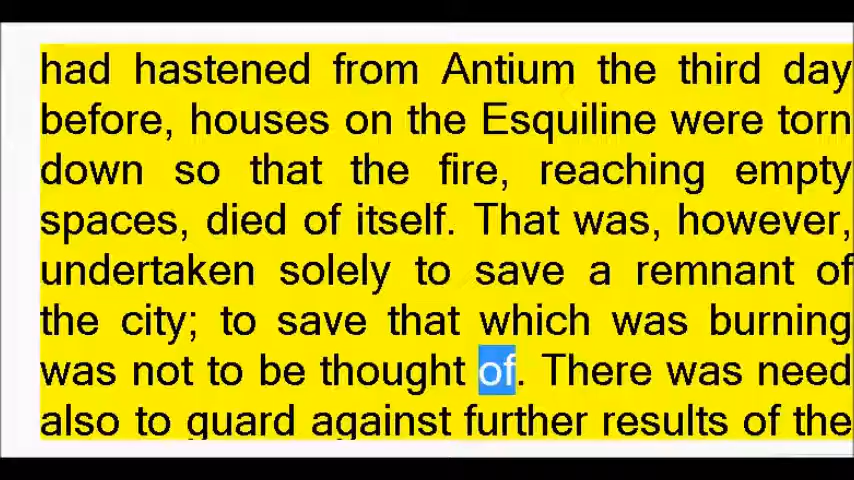 had hastened from Antium the third day
before, houses on the Esquiline were torn
down so that the fire, reaching empty
spaces, died of itself. That was, however,
undertaken solely to save a remnant of
the city; to save that which was burning
was not to be thought of. There was need
also to guard against further results of the